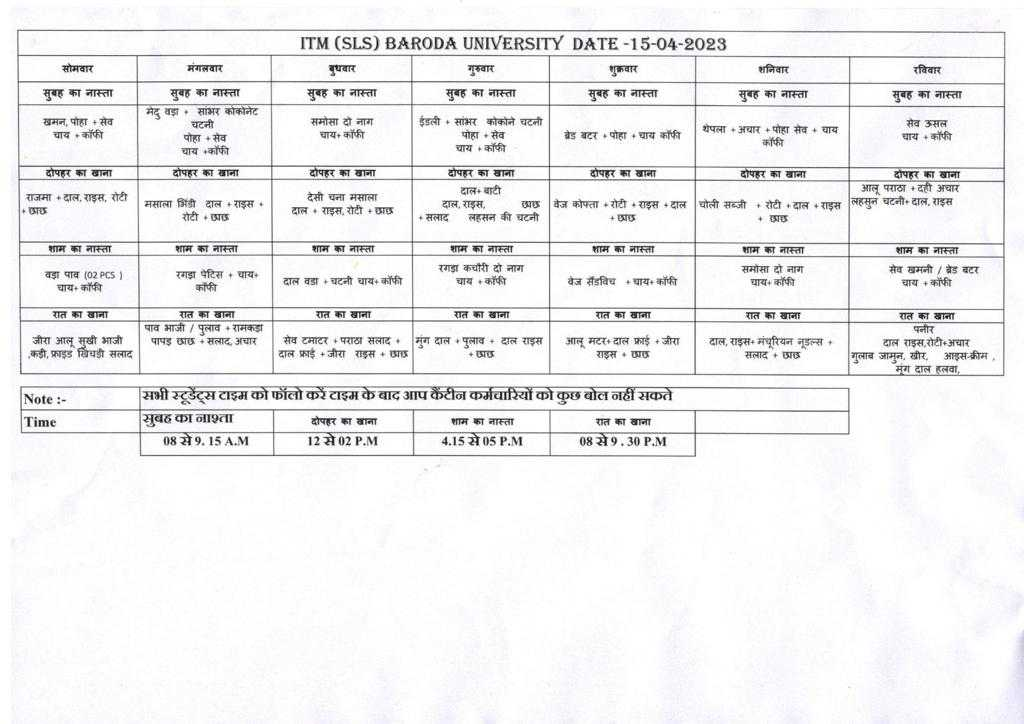 ITM (SLS) BARODA UNIVERSITY DATE -15-04-2023
सोमवार मंगलवार बुधवार गुरुवार शुक्रवार शनिवार रविवार
सुबह का नास्ता सुबह का नास्ता सुबह का नास्ता सुबह का नास्ता सुबह का नास्ता सुबह का नास्ता सुबह का नास्ता
खमन, पोहा + सेव
चाय + कॉफी
मेदु वड़ा + सांभर कोकोनेट
चटनी
पोहा + सेव
चाय +कॉफी
समोसा दो नाग
चाय+ कॉफी
ईडली + सांभर कोकोने चटनी
पोहा + सेव
चाय + कॉफी
ब्रेड बटर + पोहा + चाय कॉफी
थेपला + अचार + पोहा सेव + चाय
कॉफी
सेव ऊसल
चाय + कॉफी
दोपहर का खाना दोपहर का खाना दोपहर का खाना दोपहर का खाना दोपहर का खाना दोपहर का खाना दोपहर का खाना
राजमा + दाल, राइस, रोटी
+ छाछ
मसाला भिंडी दाल + राइस +
रोटी + छाछ
देसी चना मसाला
दाल + राइस, रोटी + छाछ
दाल+ बाटी
दाल,राइस, छाछ
+ सलाद लहसन की चटनी
वेज कोफ्ता + रोटी + राइस + दाल
+ छाछ
चोली सब्जी + रोटी + दाल + राइस
+ छाछ
आलू पराठा + दही अचार
लहसुन चटनी+ दाल, राइस
शाम का नास्ता शाम का नास्ता शाम का नास्ता शाम का नास्ता शाम का नास्ता शाम का नास्ता शाम का नास्ता
वड़ा पाव (02 PCS )
चाय+ कॉफी
रगड़ा पेटिस + चाय+
कॉफी
दाल वडा + चटनी चाय+ कॉफी
रगड़ा कचौरी दो नाग
चाय + कॉफी
वेज सैंडविच + चाय+ कॉफी
समोसा दो नाग
चाय+ कॉफी
सेव खमनी / ब्रेड बटर
चाय + कॉफी
रात का खाना रात का खाना रात का खाना रात का खाना रात का खाना रात का खाना रात का खाना
जीरा आलू सुखी भाजी
,कड़ी, फ्राइड खिचड़ी सलाद
पाव भाजी / पुलाव + रामकड़ा
पापड़ छाछ + सलाद, अचार
सेव टमाटर + पराठा सलाद +
दाल फ्राई + जीरा राइस + छाछ
मुंग दाल + पुलाव + दाल राइस
+ छाछ
आलू मटर+ दाल फ्राई + जीरा
राइस + छाछ
दाल, राइस+ मंचूरियन नूडल्स +
सलाद + छाछ
पनीर
दाल राइस,रोटी+अचार
गुलाब जामुन, खीर, आइस-क्रीम ,
मूंग दाल हलवा,
Note :- सभी स्टूडेंट्स टाइम को फॉलो करें टाइम के बाद आप कैंटीन कर्मचारियों को कुछ बोल नहीं सकते
Time सुबह का नाश्ता दोपहर का खाना शाम का नास्ता रात का खाना
08 से 9. 15 A.M 12 से 02 P.M 4.15 से 05 P.M 08 से 9 . 30 P.M